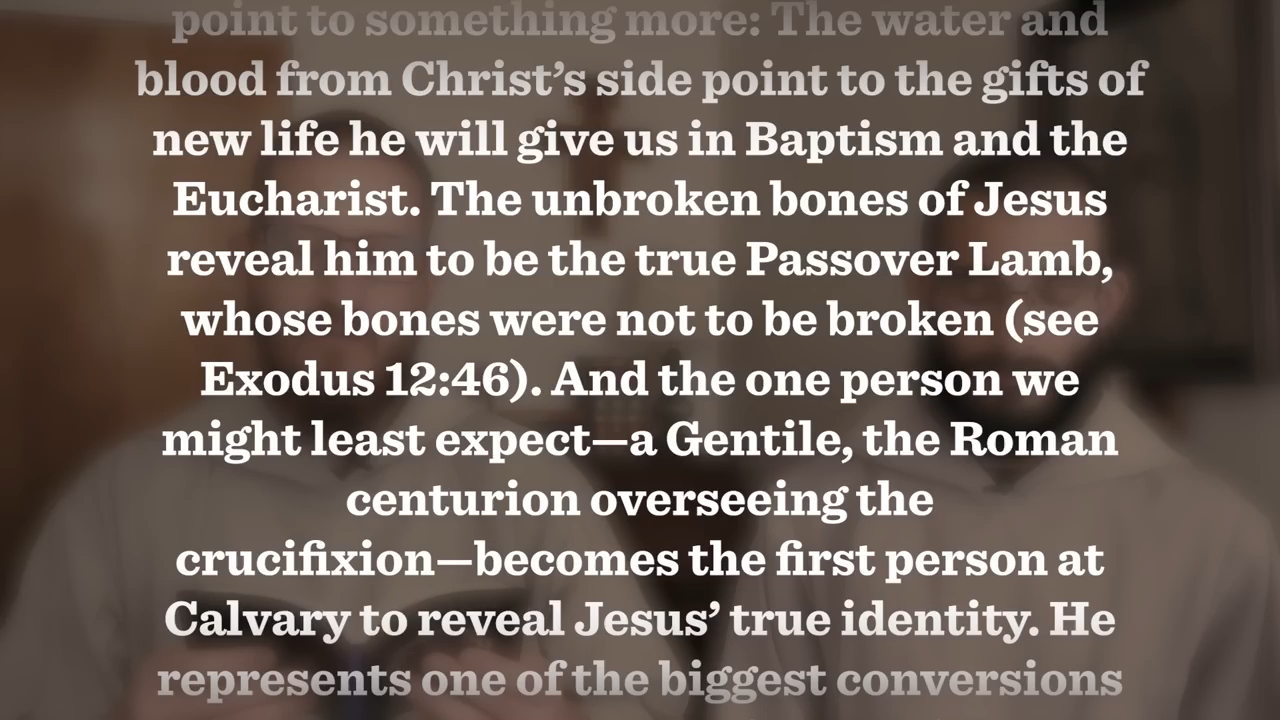 point to something more: The water and
blood from Christ’s side point to the gifts of
new life he will give us in Baptism and the
Eucharist. The unbroken bones of Jesus
reveal him to be the true Passover Lamb,
whose bones were not to be broken (see
Exodus 12:46). And the one person we
might least expect—a Gentile, the Roman
centurion overseeing the
crucifixion—becomes the first person at
Calvary to reveal Jesus’ true identity. He
represents one of the biggest conversions